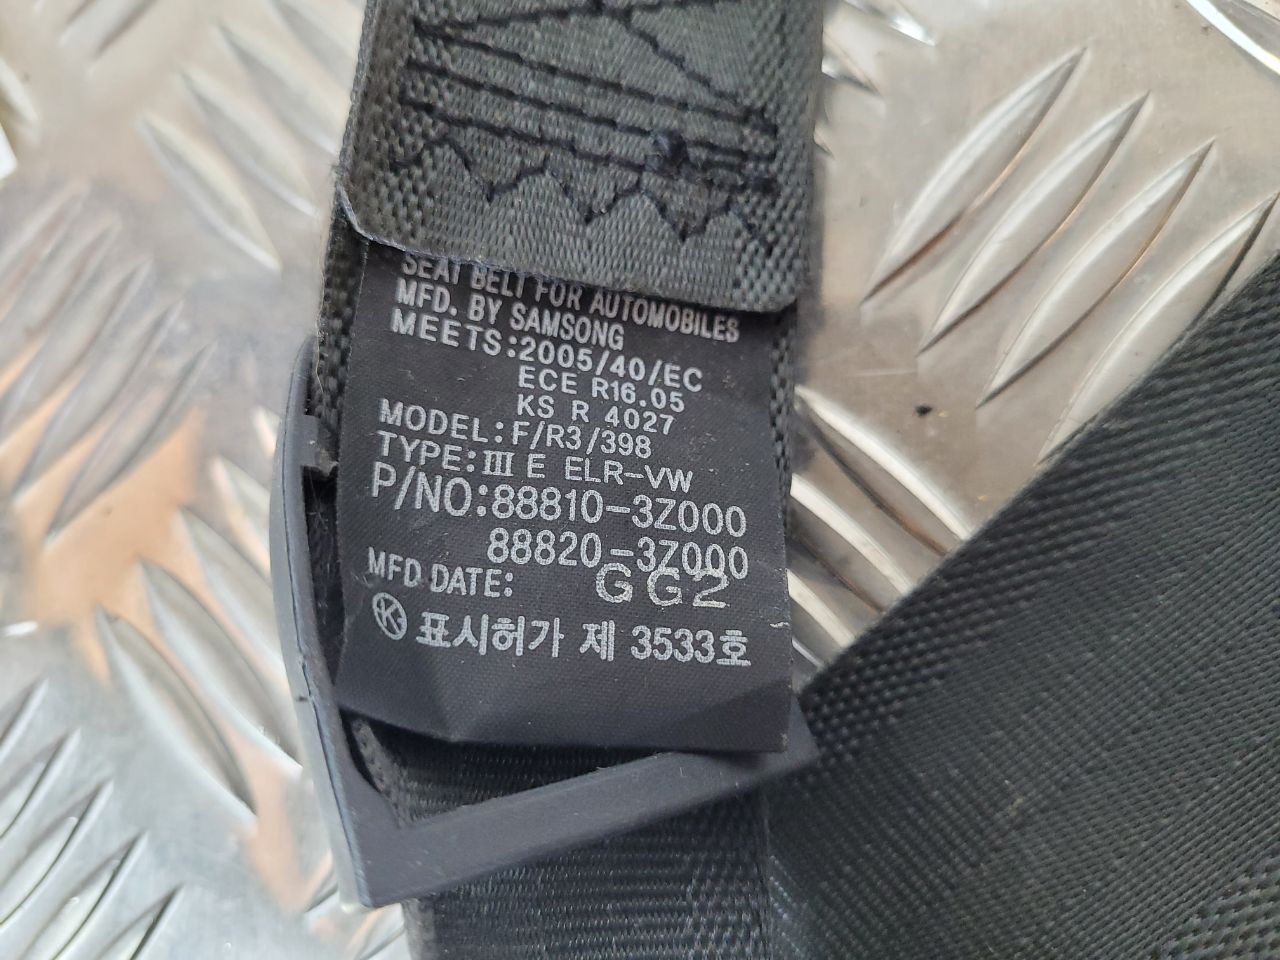 SEAT BELT FOR AUTOMOBILES
MFD. BY SAMSONG
MEETS:2005/40/EC
ECE R16.05
KS R 4027
MODEL:F/R3/398
TYPE:Ⅲ E ELR-VW
P/NO:88810-3Z000
88820-3Z000
MFD DATE: GG2
㉿ 표시허가 제 3533호